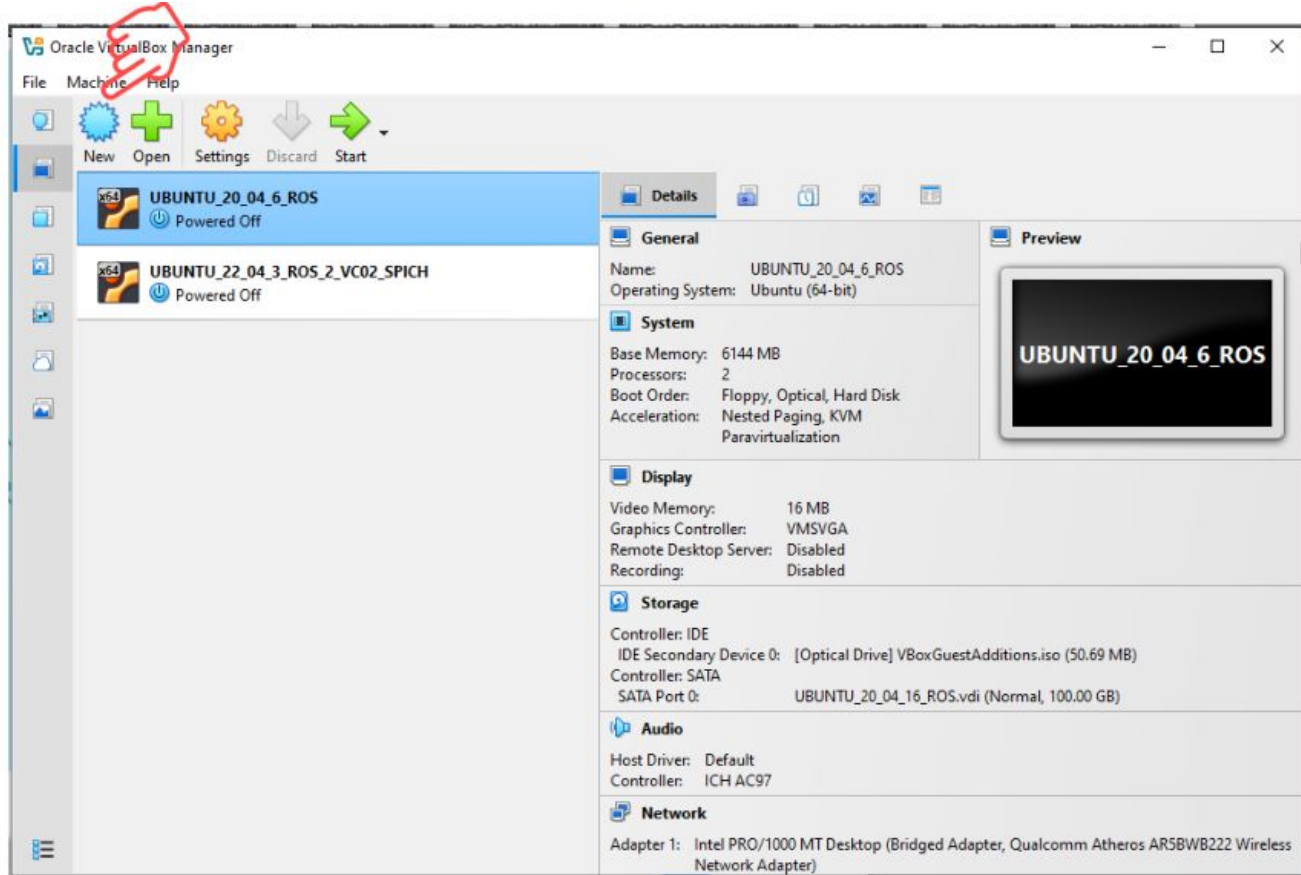 Oracle VirtualBox Manager
File Machine Help
New Open Settings Discard Start
UBUNTU_20_04_6_ROS
Powered Off
UBUNTU_22_04_3_ROS_2_VC02_SPICH
Powered Off
Details
General
Name: UBUNTU_20_04_6_ROS
Operating System: Ubuntu (64-bit)
Preview
UBUNTU_20_04_6_ROS
System
Base Memory: 6144 MB
Processors: 2
Boot Order: Floppy, Optical, Hard Disk
Acceleration: Nested Paging, KVM
Paravirtualization
Display
Video Memory: 16 MB
Graphics Controller: VMSVGA
Remote Desktop Server: Disabled
Recording: Disabled
Storage
Controller: IDE
IDE Secondary Device 0: [Optical Drive] VBoxGuestAdditions.iso (50.69 MB)
Controller: SATA
SATA Port 0: UBUNTU_20_04_16_ROS.vdi (Normal, 100.00 GB)
Audio
Host Driver: Default
Controller: ICH AC97
Network
Adapter 1: Intel PRO/1000 MT Desktop (Bridged Adapter, Qualcomm Atheros AR5BWB222 Wireless
Network Adapter)